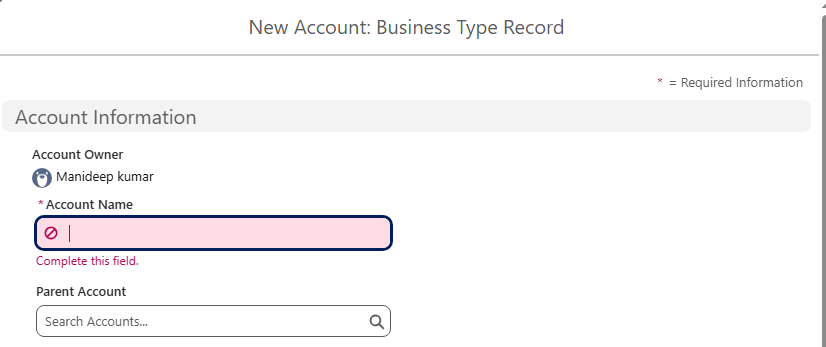 New Account: Business Type Record
* = Required Information
Account Information
Account Owner
Manideep kumar
* Account Name
Complete this field.
Parent Account
Search Accounts...